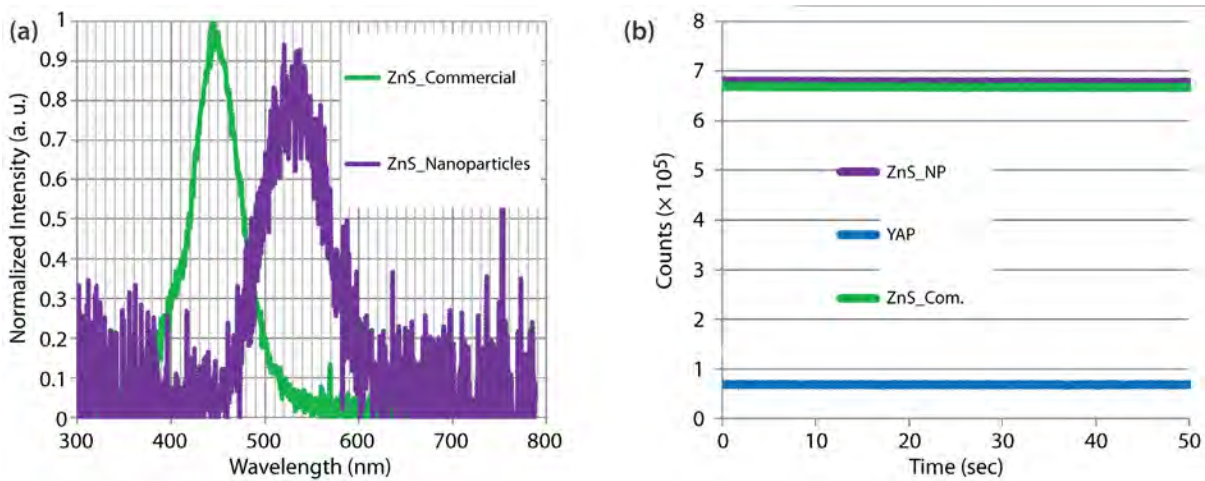 (a)
Normalized Intensity (a. u.)
1
0.9
0.8
0.7
0.6
0.5
0.4
0.3
0.2
0.1
0
300 400 500 600 700 800
Wavelength (nm)
ZnS_Commercial
ZnS_Nanoparticles
(b)
Counts (× 10⁵)
8
7
6
5
4
3
2
1
0
0 10 20 30 40 50
Time (sec)
ZnS_NP
YAP
ZnS_Com.